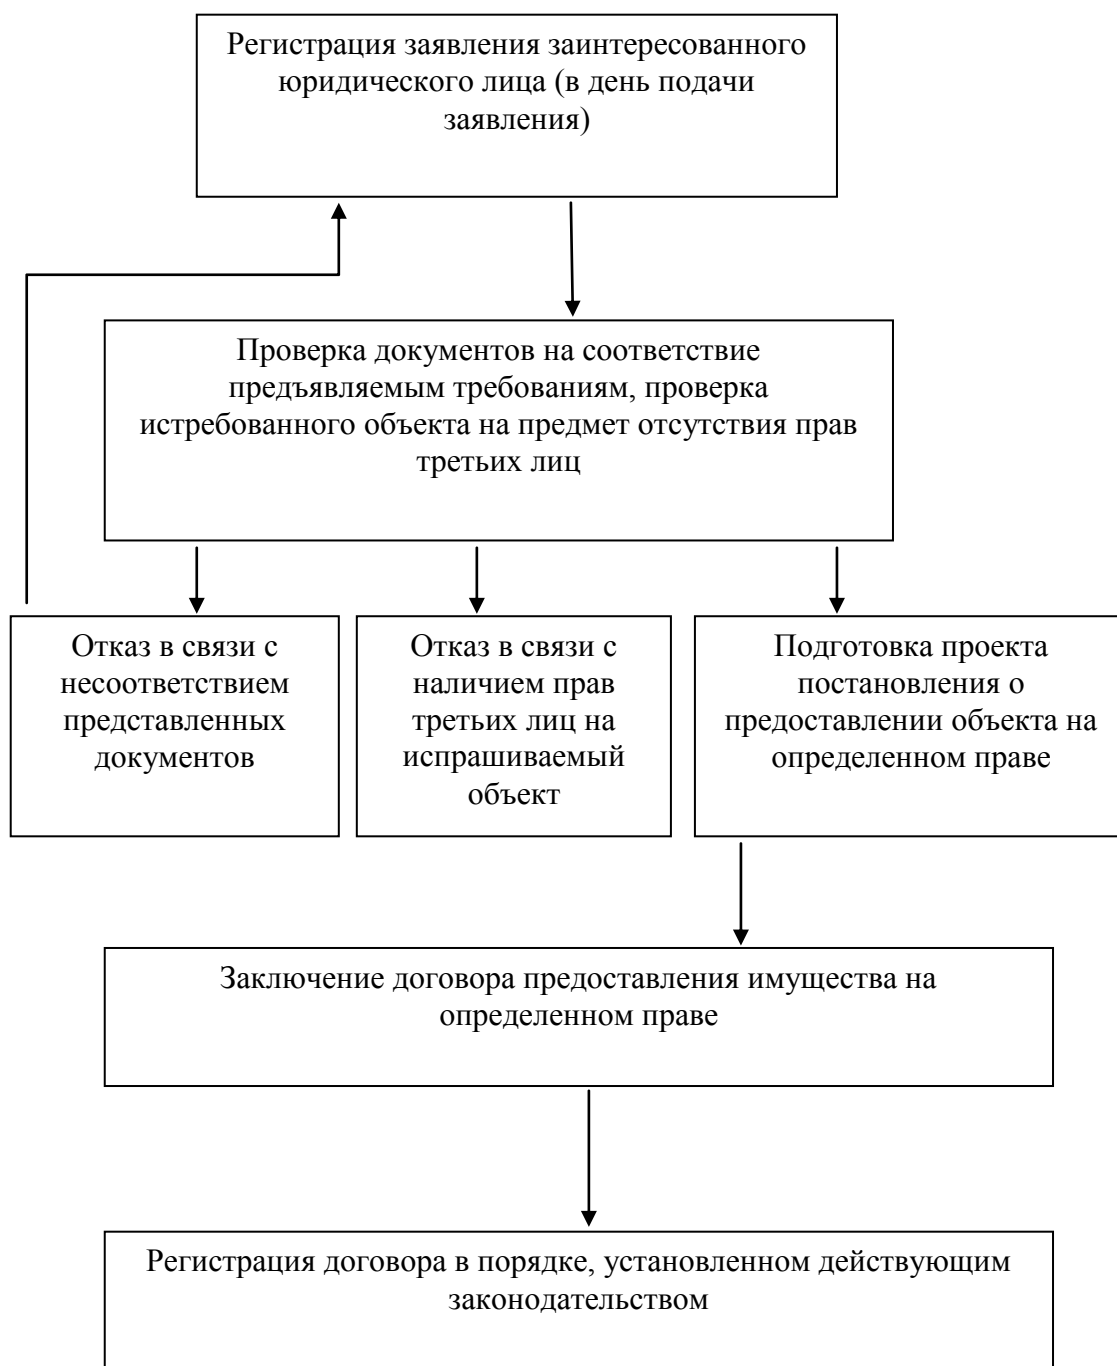 Регистрация заявления заинтересованного
юридического лица (в день подачи
заявления)
Проверка документов на соответствие
предъявляемым требованиям, проверка
истребованного объекта на предмет отсутствия прав
третьих лиц
Отказ в связи с
несоответствием
представленных
документов
Отказ в связи с
наличием прав
третьих лиц на
испрашиваемый
объект
Подготовка проекта
постановления о
предоставлении объекта на
определенном праве
Заключение договора предоставления имущества на
определенном праве
Регистрация договора в порядке, установленном действующим
законодательством